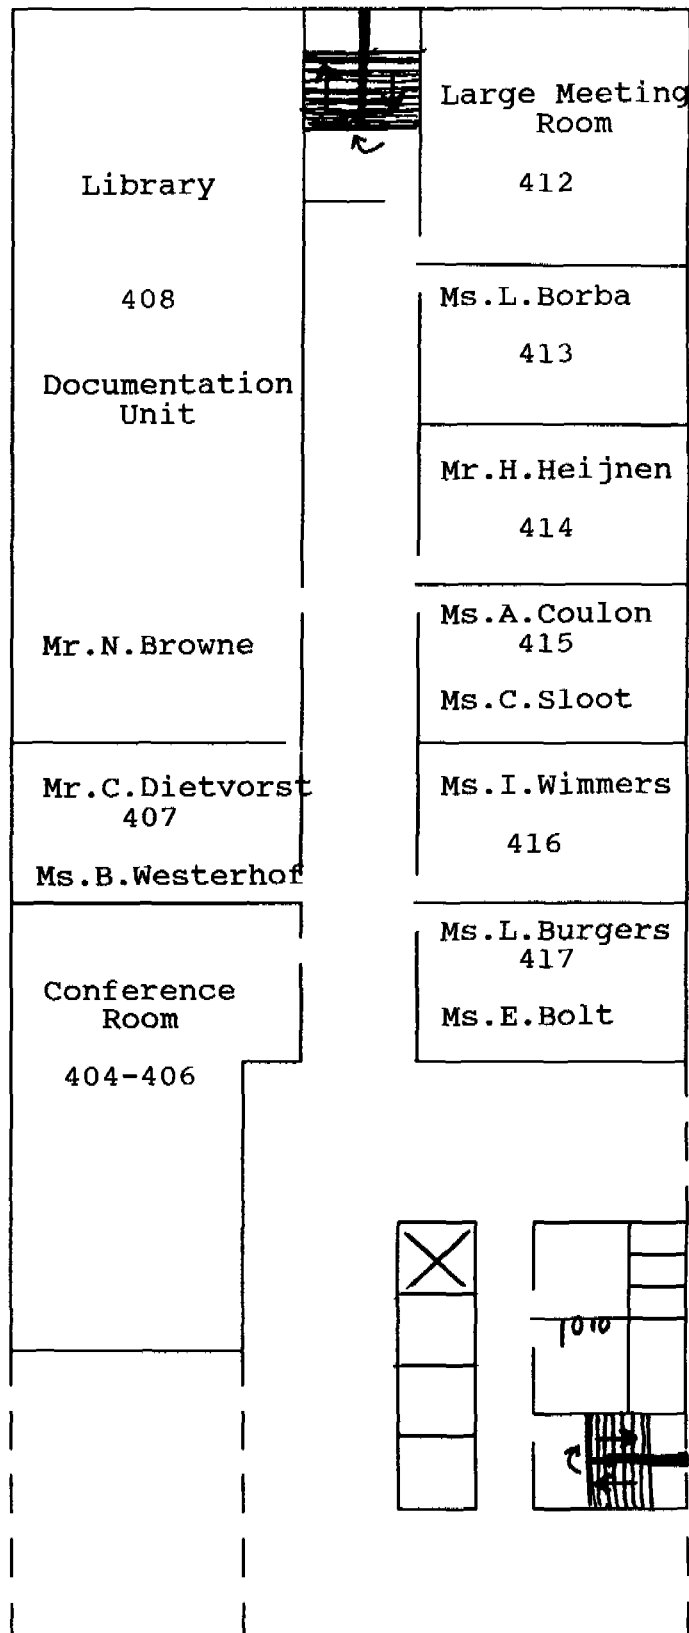 Library
408
Documentation
Unit
Mr.N.Browne
Mr.C.Dietvorst
407
Ms.B.Westerhof
Conference
Room
404-406
Large Meeting
Room
412
Ms.L.Borba
413
Mr.H.Heijnen
414
Ms.A.Coulon
415
Ms.C.Sloot
Ms.I.Wimmers
416
Ms.L.Burgers
417
Ms.E.Bolt